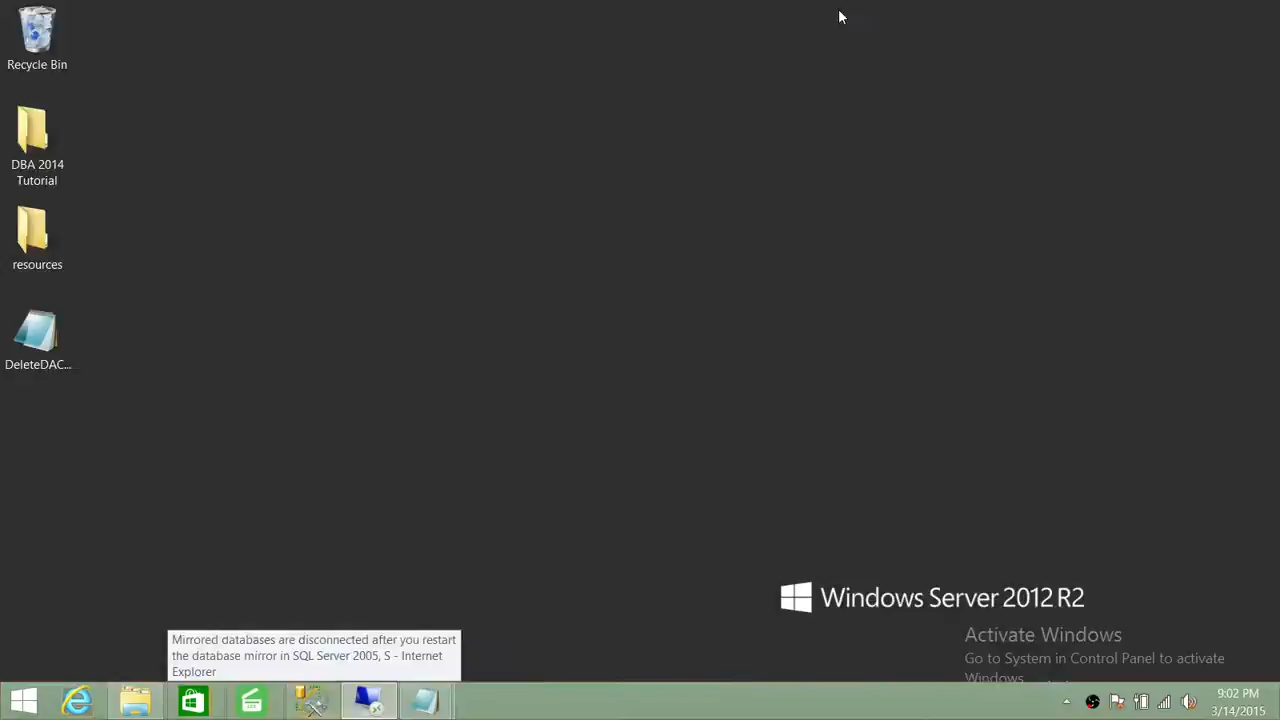 Recycle Bin
DBA 2014
Tutorial
resources
DeleteDAC...
Windows Server 2012 R2
Activate Windows
Go to System in Control Panel to activate
Windows.
Mirrored databases are disconnected after you restart
the database mirror in SQL Server 2005, S - Internet
Explorer
9:02 PM
3/14/2015